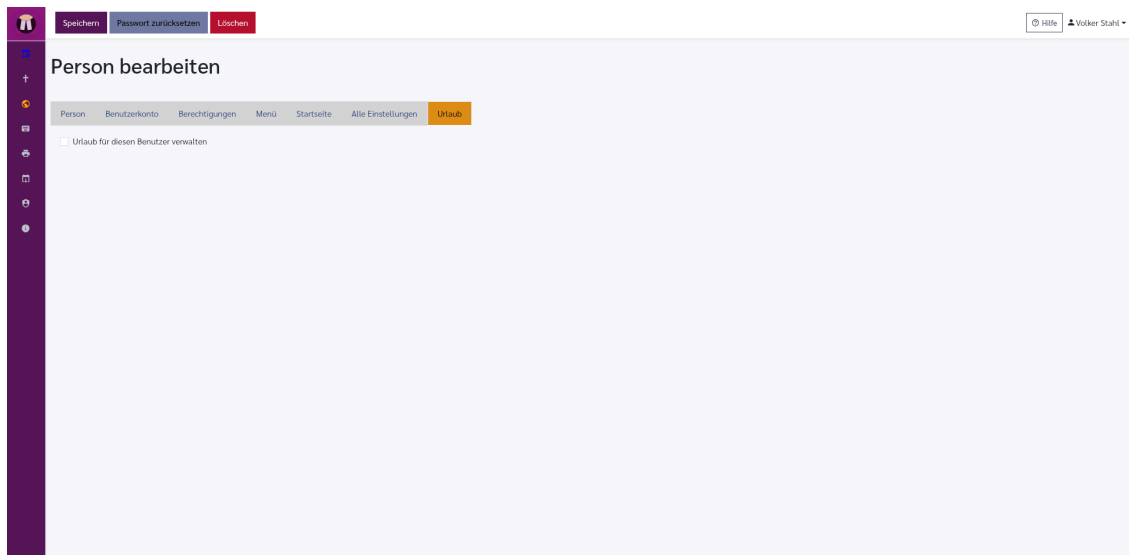 Speichern Passwort zurücksetzen Löschen Hilfe Volker Stahl
Person bearbeiten
Person Benutzerkonto Berechtigungen Menü Startseite Alle Einstellungen Urlaub
Urlaub für diesen Benutzer verwalten